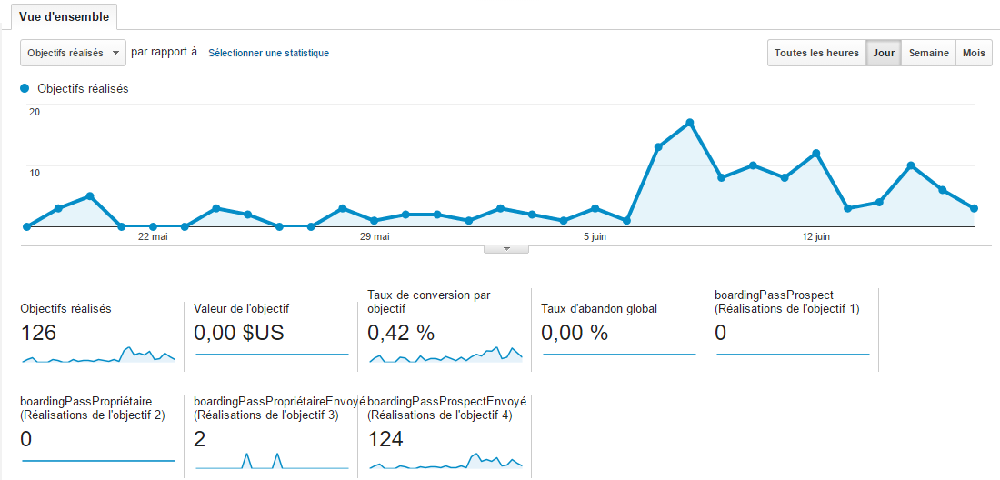 Vue d'ensemble
Objectifs réalisés par rapport à Sélectionner une statistique Toutes les heures Jour Semaine Mois
Objectifs réalisés
20
10
22 mai 29 mai 5 juin 12 juin
Objectifs réalisés
126
Valeur de l'objectif
0,00 $US
Taux de conversion par
objectif
0,42 %
Taux d'abandon global
0,00 %
boardingPassProspect
(Réalisations de l'objectif 1)
0
boardingPassPropriétaire
(Réalisations de l'objectif 2)
0
boardingPassPropriétaireEnvoyé
(Réalisations de l'objectif 3)
2
boardingPassProspectEnvoyé
(Réalisations de l'objectif 4)
124